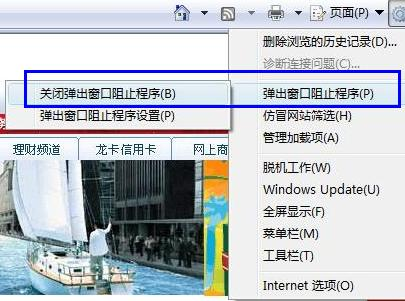 页面(P)
删除浏览的历史记录(D)...
诊断连接问题(C)...
弹出窗口阻止程序(P)
关闭弹出窗口阻止程序(B)
弹出窗口阻止程序设置(P)
仿冒网站筛选(H)
管理加载项(A)
理财频道
龙卡信用卡
网上商
脱机工作(W)
Windows Update(U)
全屏显示(F)
菜单栏(M)
工具栏(T)
Internet 选项(O)